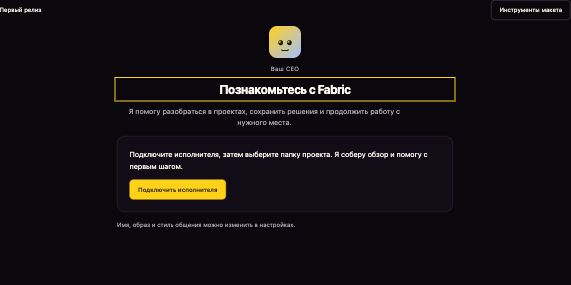 Первый релиз
Инструменты макета
Ваш CEO
Познакомьтесь с Fabric
Я помогу разобраться в проектах, сохранить решения и продолжить работу с
нужного места.
Подключите исполнителя, затем выберите папку проекта. Я соберу обзор и помогу с
первым шагом.
Подключить исполнителя
Имя, образ и стиль общения можно изменить в настройках.